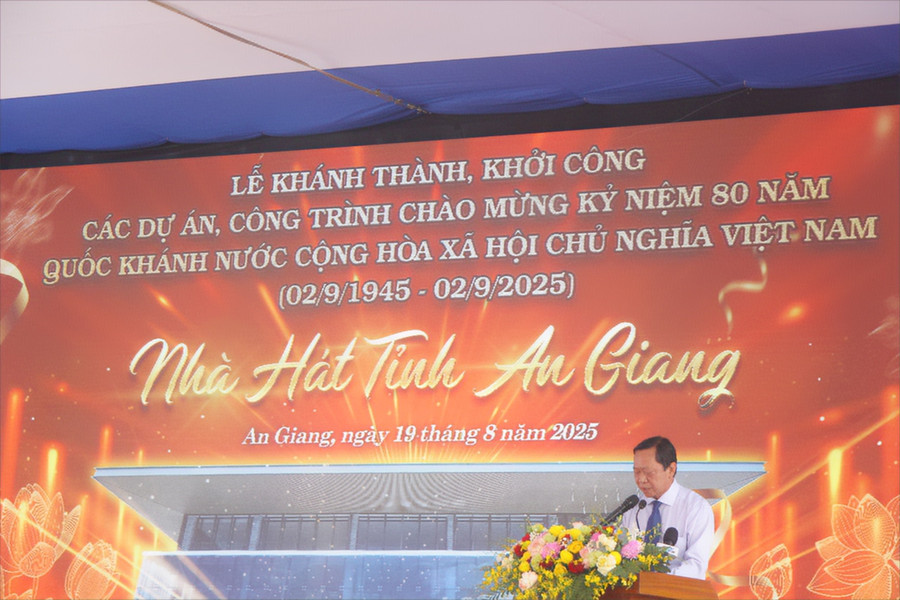 LỄ KHÁNH THÀNH, KHỞI CÔNG
CÁC DỰ ÁN, CÔNG TRÌNH CHÀO MỪNG KỶ NIỆM 80 NĂM
QUỐC KHÁNH NƯỚC CỘNG HÒA XÃ HỘI CHỦ NGHĨA VIỆT NAM
(02/9/1945 - 02/9/2025)
Nhà Hát Tỉnh An Giang
An Giang, ngày 19 tháng 8 năm 2025